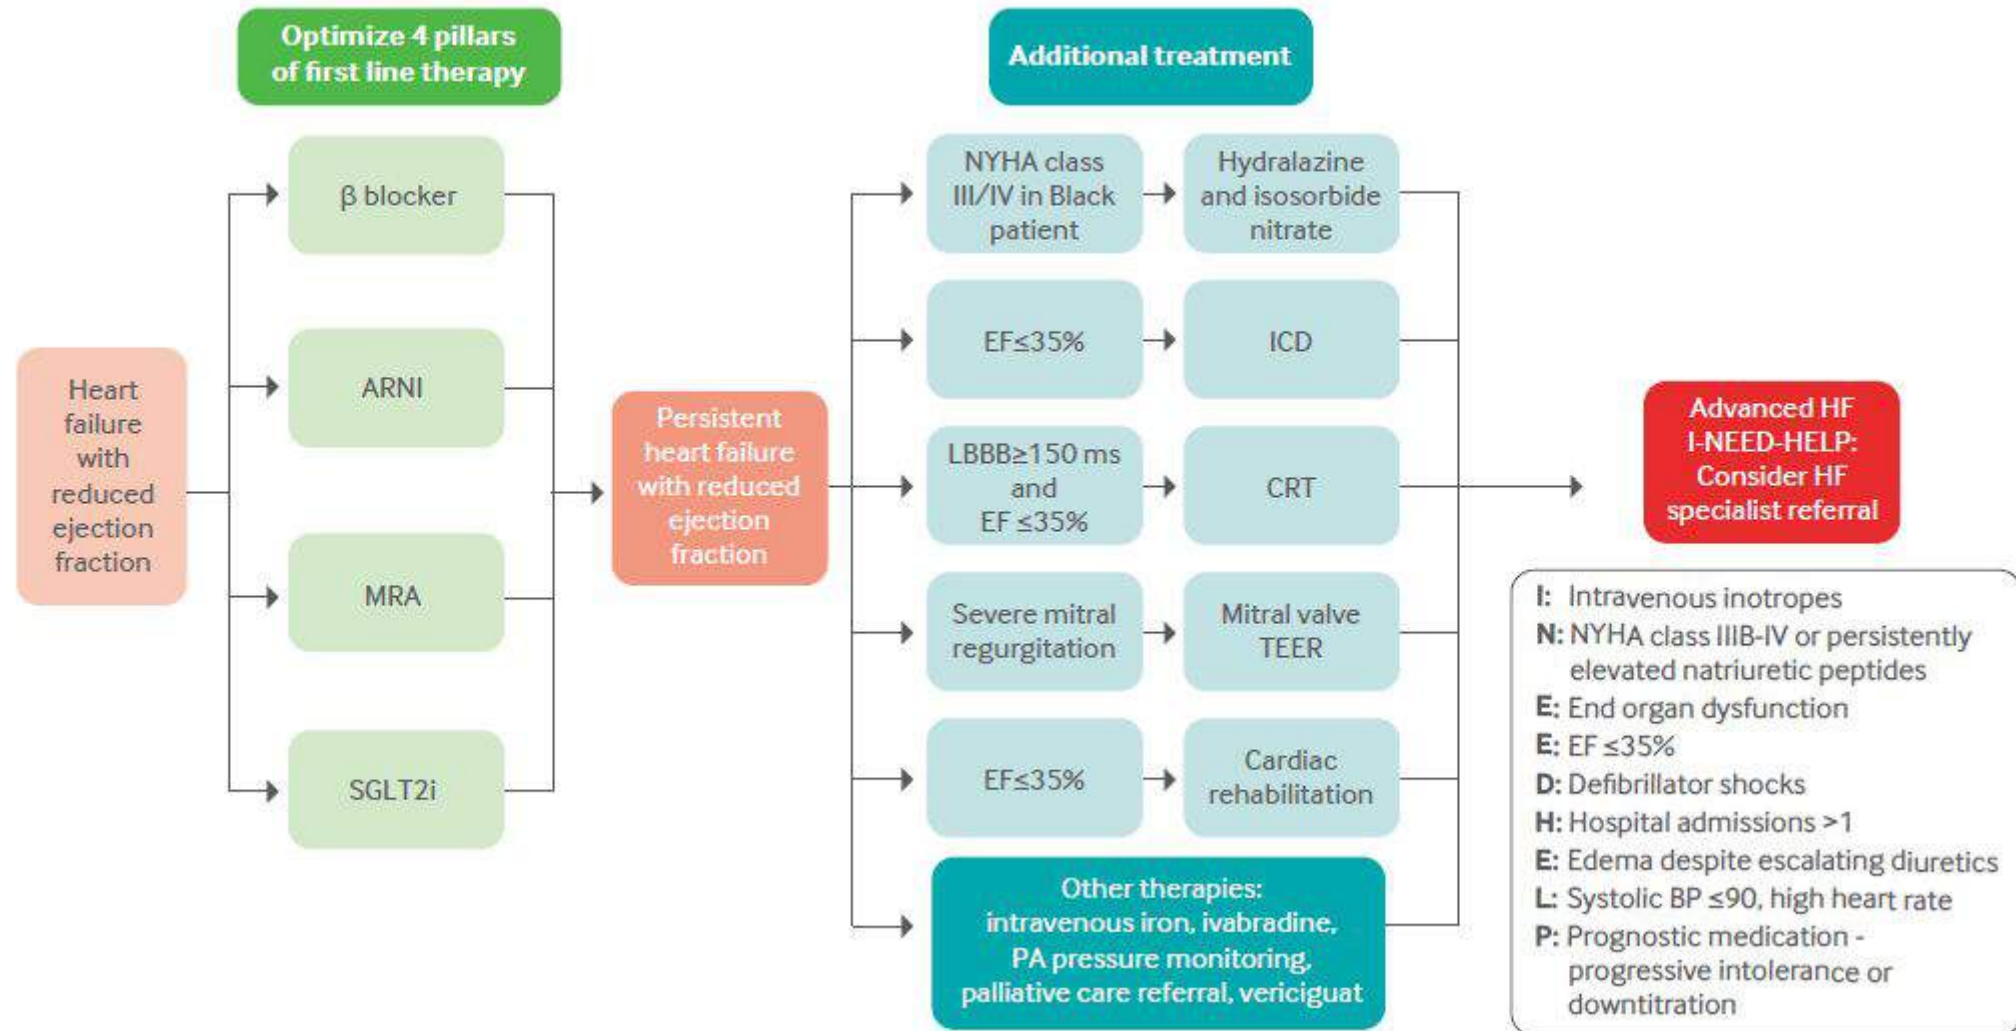 Optimize 4 pillars
of first line therapy
Additional treatment
Heart
failure
with
reduced
ejection
fraction
β blocker
ARNI
MRA
SGLT2i
Persistent
heart failure
with reduced
ejection
fraction
NYHA class
III/IV in Black
patient
Hydralazine
and isosorbide
nitrate
EF≤35%
ICD
LBBB≥150 ms
and
EF ≤35%
CRT
Severe mitral
regurgitation
Mitral valve
TEER
EF≤35%
Cardiac
rehabilitation
Other therapies:
intravenous iron, ivabradine,
PA pressure monitoring,
palliative care referral, vericiguat
Advanced HF
I-NEED-HELP:
Consider HF
specialist referral
I: Intravenous inotropes
N: NYHA class IIIB-IV or persistently
elevated natriuretic peptides
E: End organ dysfunction
E: EF ≤35%
D: Defibrillator shocks
H: Hospital admissions >1
E: Edema despite escalating diuretics
L: Systolic BP ≤90, high heart rate
P: Prognostic medication -
progressive intolerance or
downtitration